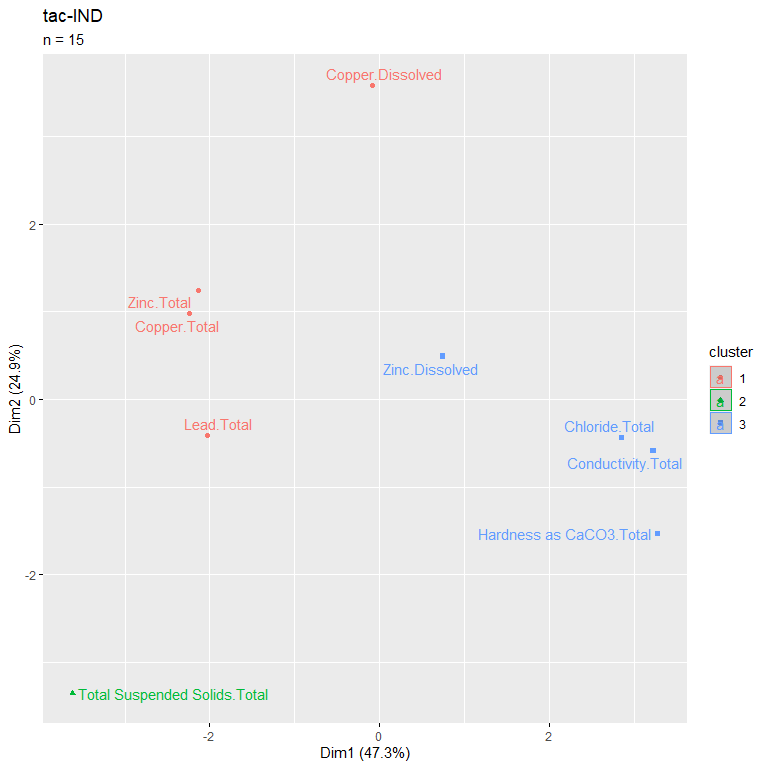 tac-IND
n = 15
Copper.Dissolved
2
Zinc.Total
Copper.Total
Zinc.Dissolved
cluster
1
2
3
0
Lead.Total
Chloride.Total
Conductivity.Total
Hardness as CaCO3.Total
-2
Total Suspended Solids.Total
-2
0
2
Dim1 (47.3%)
Dim2 (24.9%)